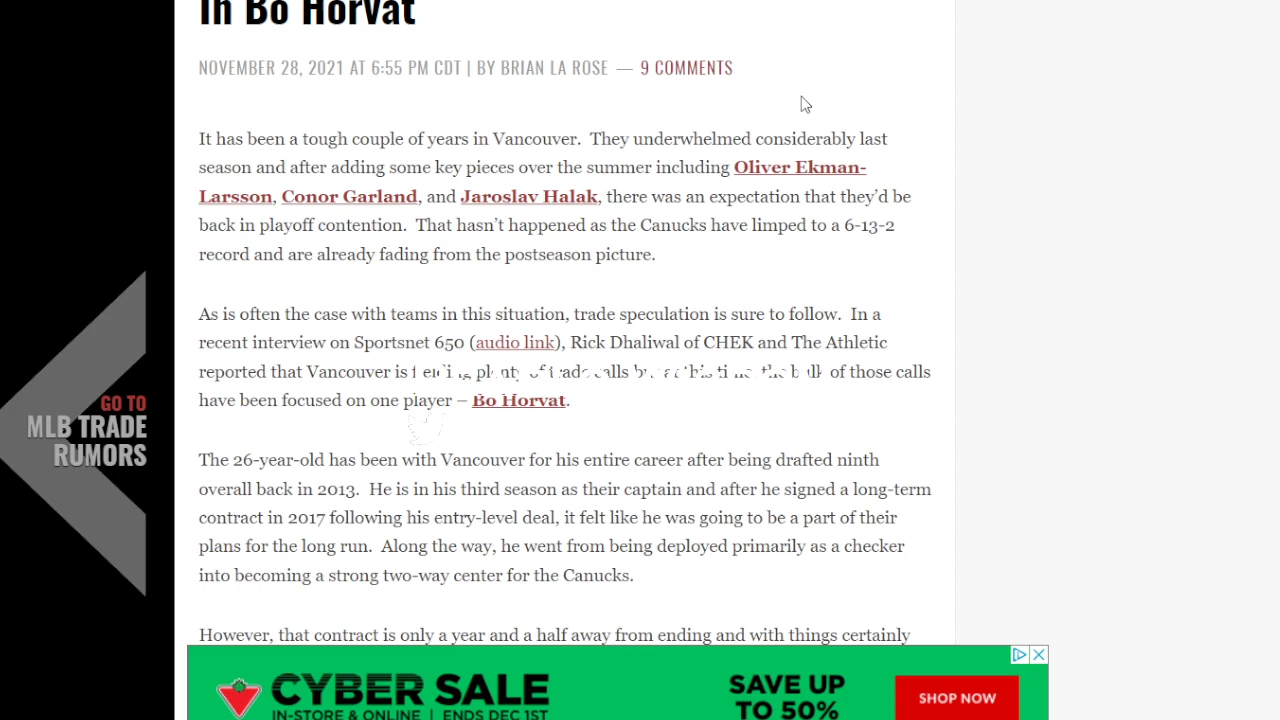 In Bo Horvat
NOVEMBER 28, 2021 AT 6:55 PM CDT | BY BRIAN LA ROSE — 9 COMMENTS
It has been a tough couple of years in Vancouver. They underwhelmed considerably last
season and after adding some key pieces over the summer including Oliver Ekman-
Larsson, Conor Garland, and Jaroslav Halak, there was an expectation that they'd be
back in playoff contention. That hasn't happened as the Canucks have limped to a 6-13-2
record and are already fading from the postseason picture.
As is often the case with teams in this situation, trade speculation is sure to follow. In a
recent interview on Sportsnet 650 (audio link), Rick Dhaliwal of CHEK and The Athletic
reported that Vancouver is plenty of trade calls but at this time, the bulk of those calls
have been focused on one player – Bo Horvat.
The 26-year-old has been with Vancouver for his entire career after being drafted ninth
overall back in 2013. He is in his third season as their captain and after he signed a long-term
contract in 2017 following his entry-level deal, it felt like he was going to be a part of their
plans for the long run. Along the way, he went from being deployed primarily as a checker
into becoming a strong two-way center for the Canucks.
However, that contract is only a year and a half away from ending and with things certainly
GO TO
MLB TRADE
RUMORS
CYBER SALE
IN-STORE & ONLINE | ENDS DEC 1ST
SAVE UP
TO 50%
SHOP NOW